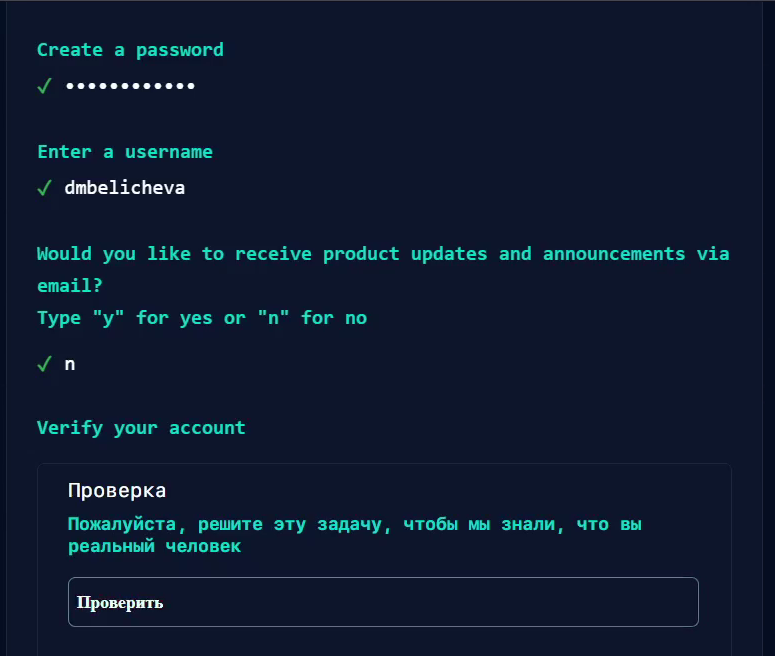 Create a password
✓ ••••••••••••
Enter a username
✓ dmbelicheva
Would you like to receive product updates and announcements via
email?
Type "y" for yes or "n" for no
✓ n
Verify your account
Проверка
Пожалуйста, решите эту задачу, чтобы мы знали, что вы
реальный человек
Проверить